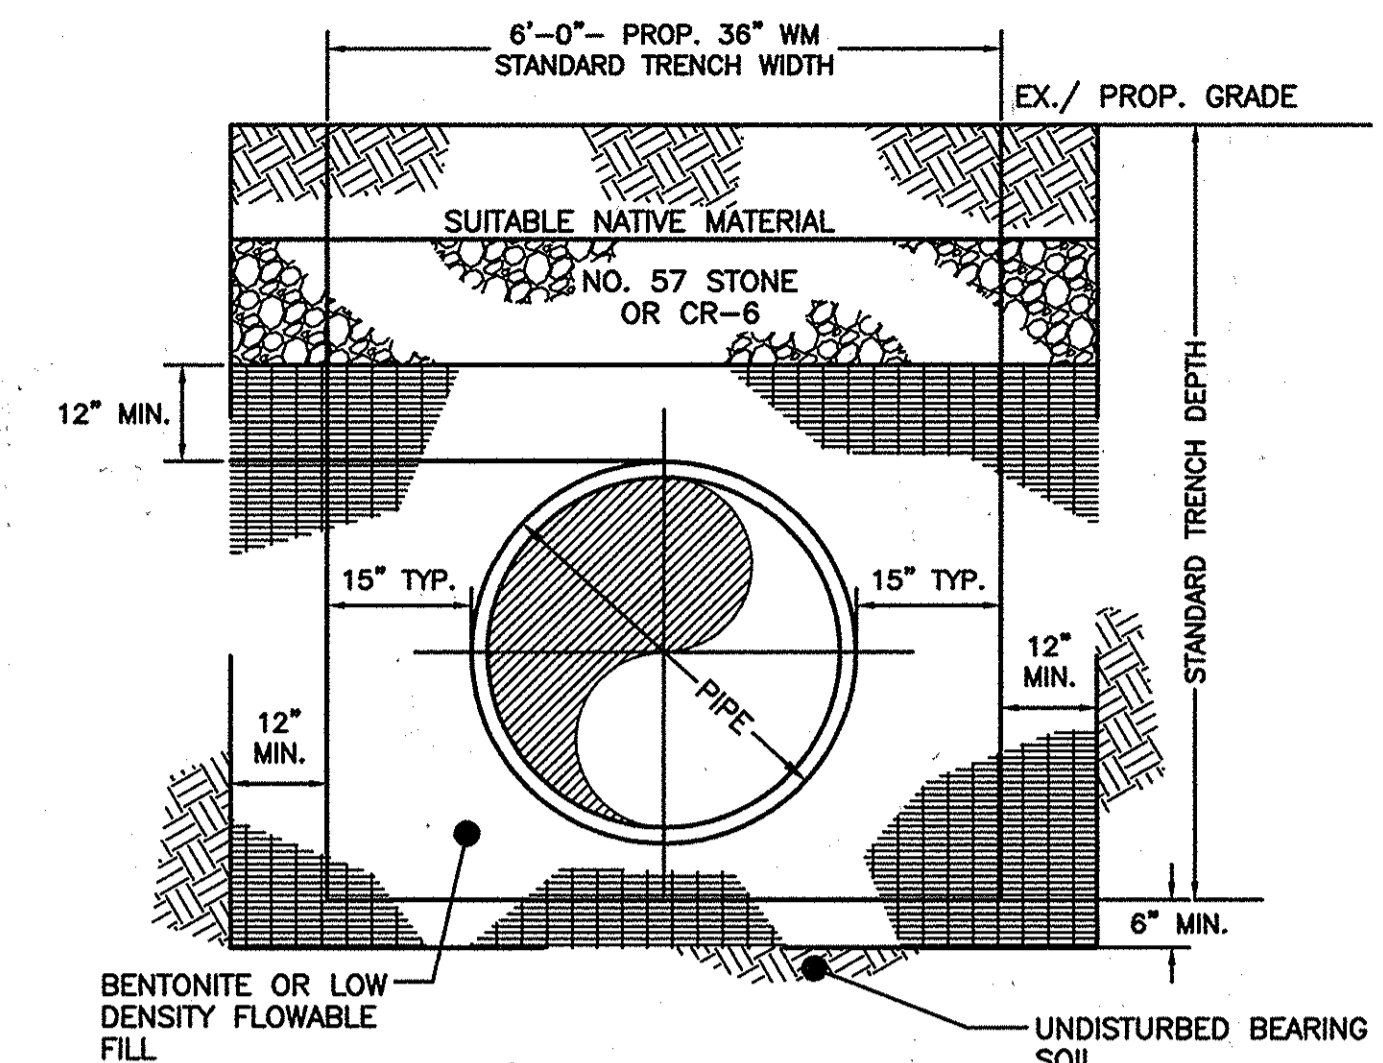 6'-0"- PROP. 36" WM
STANDARD TRENCH WIDTH
EX./ PROP. GRADE
SUITABLE NATIVE MATERIAL
NO. 57 STONE
OR CR-6
12" MIN.
STANDARD TRENCH DEPTH
15" TYP.
15" TYP.
12"
MIN.
PIPE
12"
MIN.
6" MIN.
BENTONITE OR LOW
DENSITY FLOWABLE
FILL
UNDISTURBED BEARING
SOIL